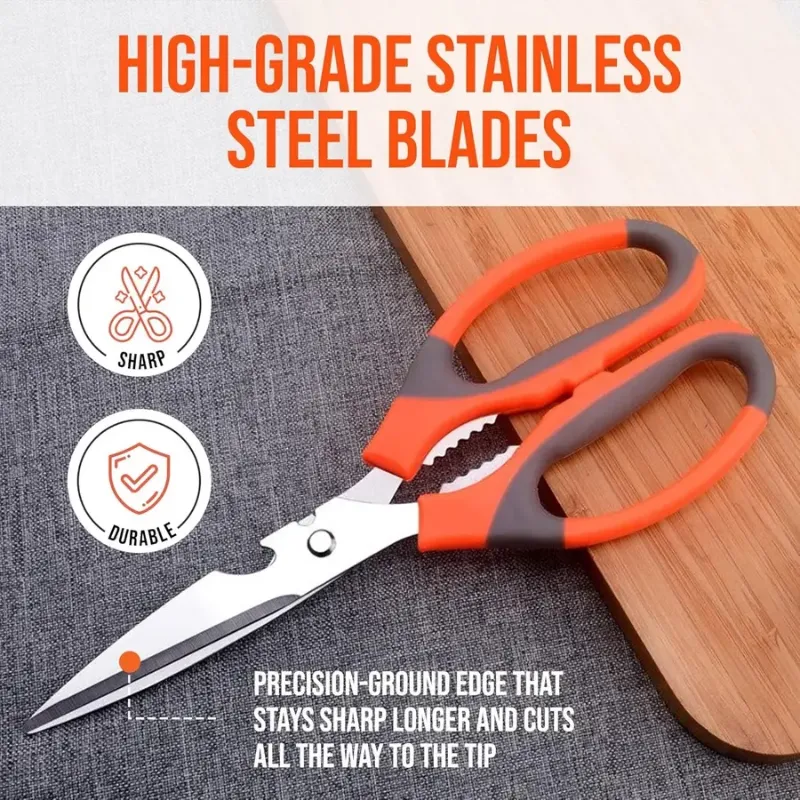 HIGH-GRADE STAINLESS
STEEL BLADES
SHARP
DURABLE
PRECISION-GROUND EDGE THAT
STAYS SHARP LONGER AND CUTS
ALL THE WAY TO THE TIP